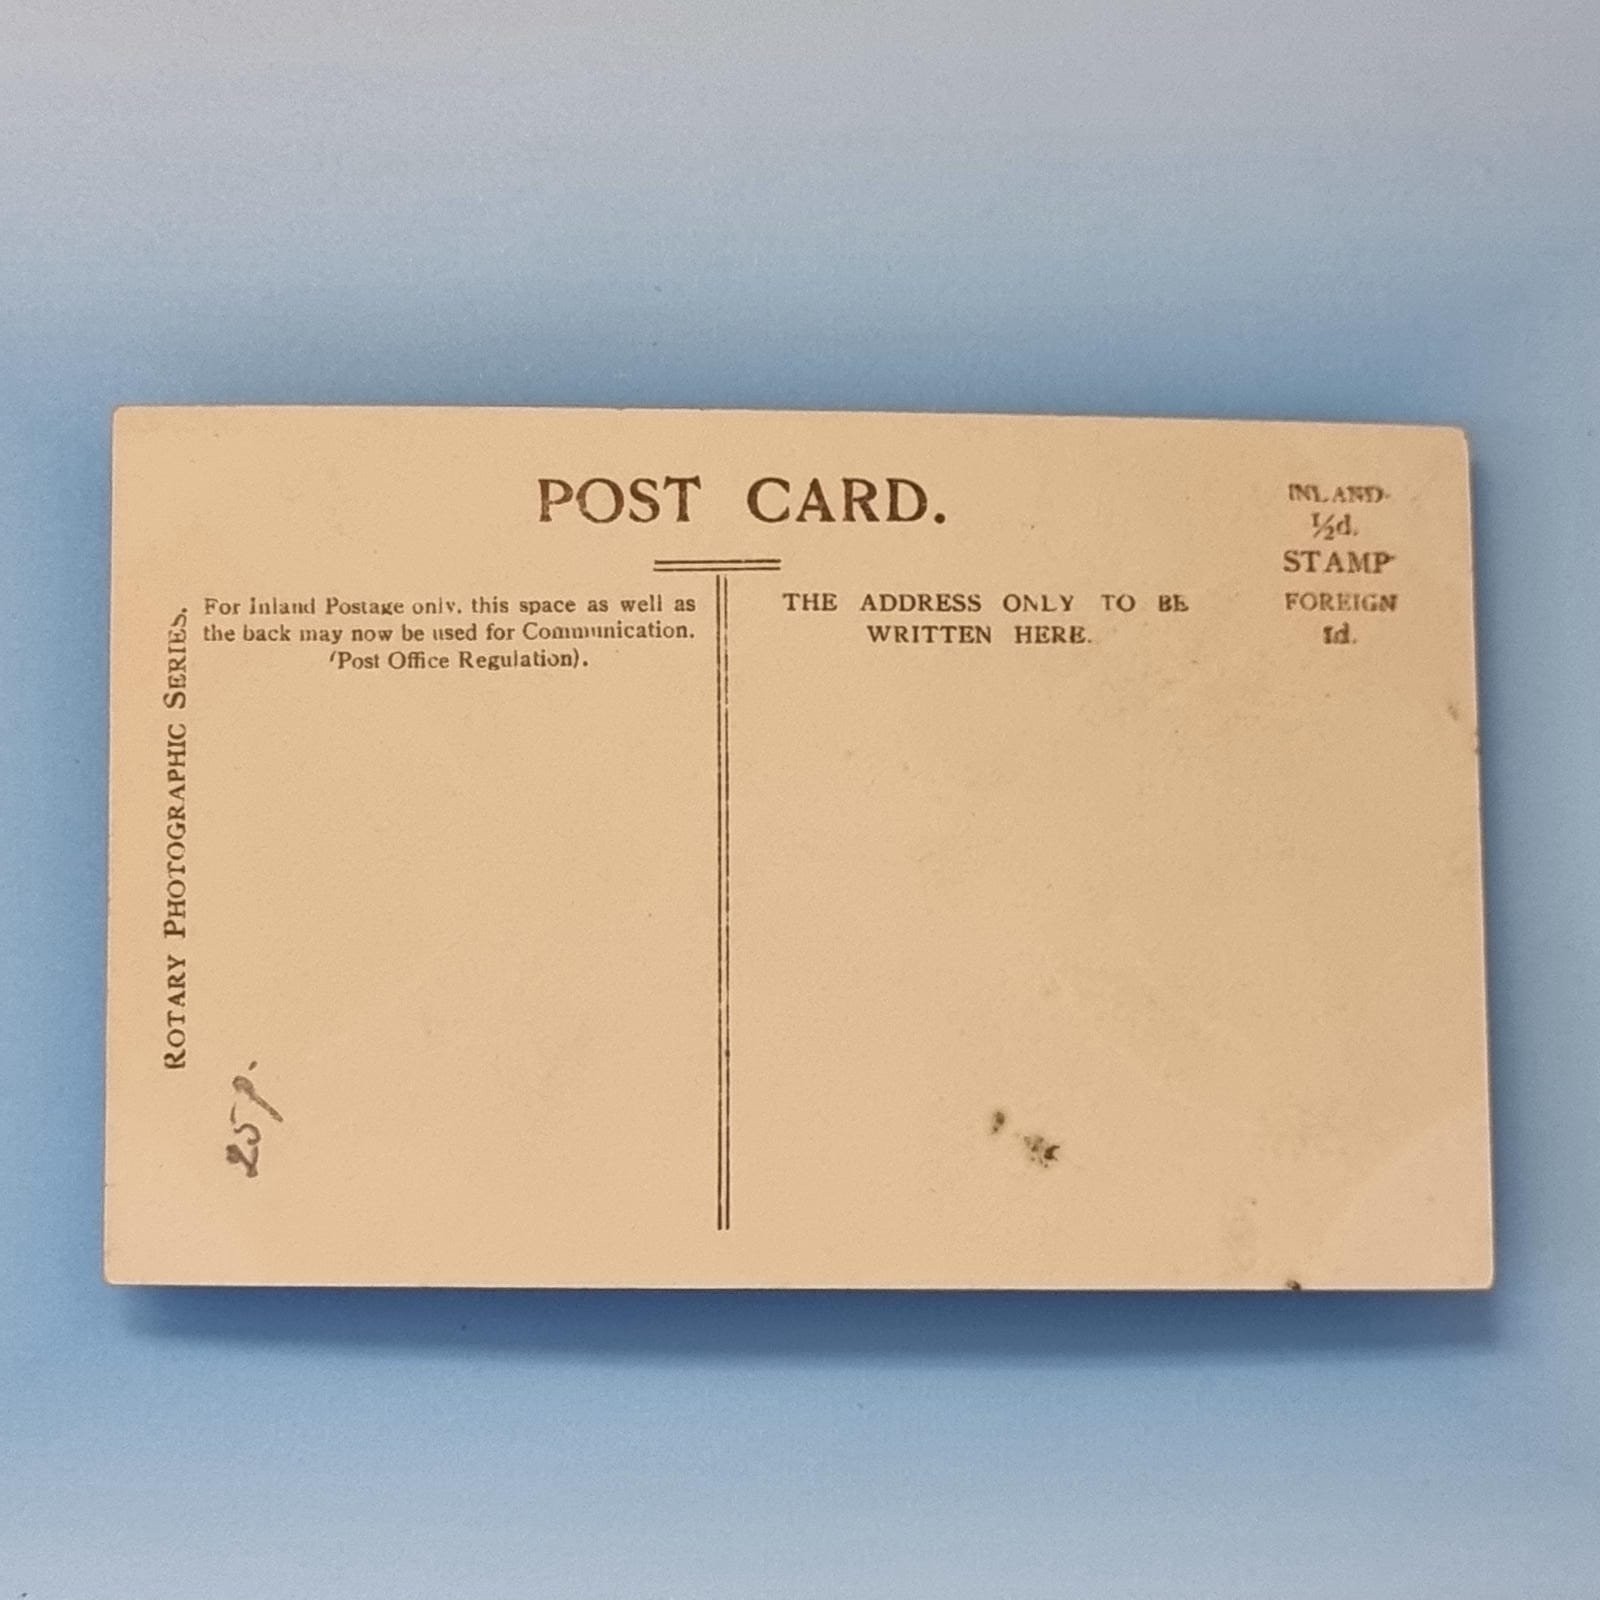 POST CARD.
INLAND
½d.
STAMP
FOREIGN
1d.
For Inland Postage only, this space as well as
the back may now be used for Communication.
(Post Office Regulation).
THE ADDRESS ONLY TO BE
WRITTEN HERE.
ROTARY PHOTOGRAPHIC SERIES.
25p.